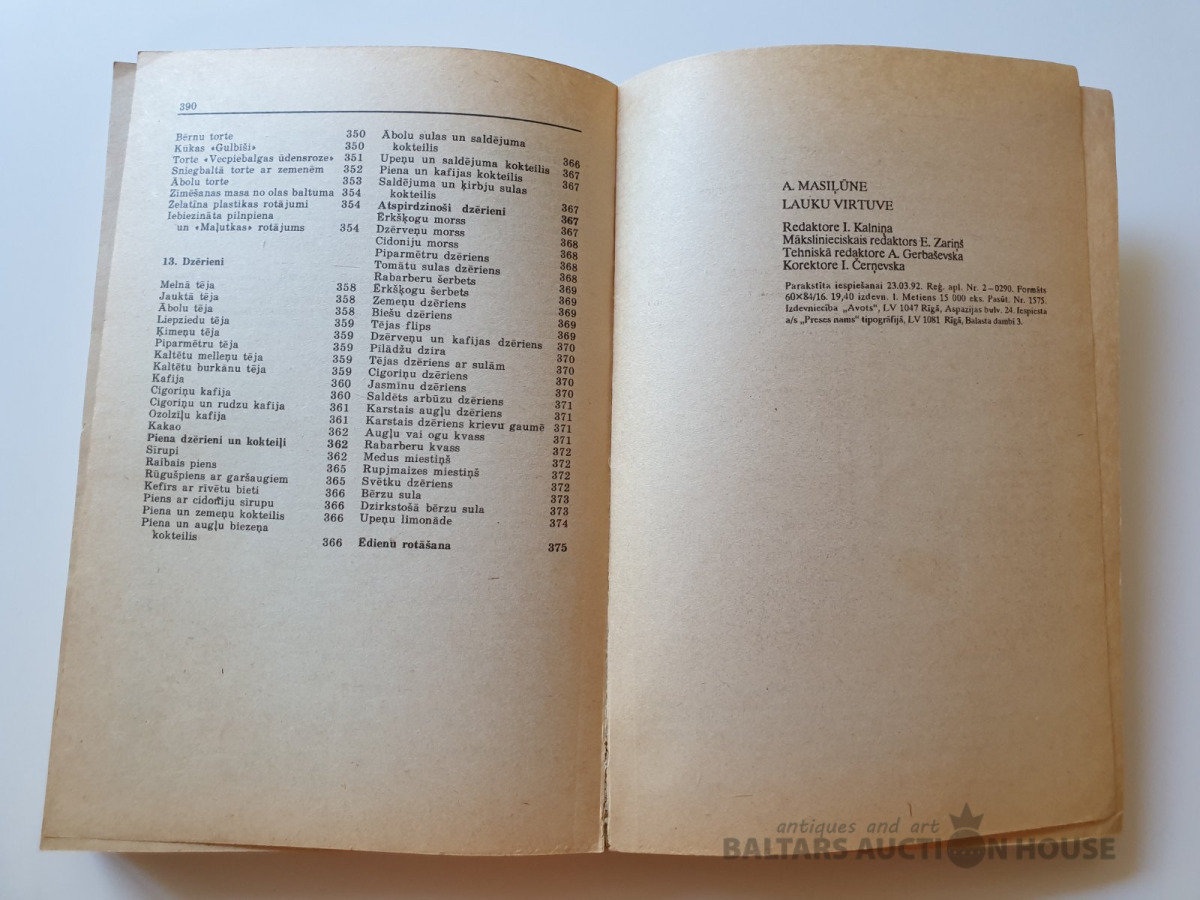 390
Bērnu torte 350
Kūkas «Gulbīši» 350
Torte «Vecpiebalgas ūdensroze» 351
Sniegbaltā torte ar zemenēm 352
Ābolu torte 353
Zīmēšanas masa no olas baltuma 354
Želatīna plastikas rotājumi 354
Iebiezināta pilnpiena
un «Maļutkas» rotājums 354
13. Dzērieni
Melnā tēja 358
Jauktā tēja 358
Ābolu tēja 358
Liepziedu tēja 359
Ķimeņu tēja 359
Piparmētru tēja 359
Kaltētu melleņu tēja 359
Kaltētu burkānu tēja
Kafija 360
Cigoriņu kafija 360
Cigoriņu un rudzu kafija 361
Ozolzīļu kafija 361
Kakao 362
Piena dzērieni un kokteiļi 362
Sīrupi 362
Raibais piens 365
Rūgušpiens ar garšaugiem 365
Kefīrs ar rīvētu bieti 366
Piens ar cidoniju sīrupu 366
Piena un zemeņu kokteilis 366
Piena un augļu biezeņa
kokteilis 366
Ābolu sulas un saldējuma
kokteilis 366
Upeņu un saldējuma kokteilis 367
Piena un kafijas kokteilis 367
Saldējuma un ķirbju sulas
kokteilis 367
Atspirdzinoši dzērieni 367
Ērkšķogu morss 368
Dzērveņu morss 368
Cidoniju morss 368
Piparmētru dzēriens 368
Tomātu sulas dzēriens 369
Rabarberu šerbets 369
Ērkšķogu šerbets 369
Zemeņu dzēriens 369
Biešu dzēriens 369
Tējas flips 370
Dzērveņu un kafijas dzēriens 370
Pīlādžu dzira 370
Tējas dzēriens ar sulām 370
Cigoriņu dzēriens 370
Jasmīnu dzēriens 371
Saldēts arbūzu dzēriens 371
Karstais augļu dzēriens 371
Karstais dzēriens krievu gaumē 371
Augļu vai ogu kvass 372
Rabarberu kvass 372
Medus miestiņš 372
Rupjmaizes miestiņš 372
Svētku dzēriens 373
Bērzu sula 373
Dzirkstošā bērzu sula 374
Upeņu limonāde
Ēdienu rotāšana 375
A. MASIĻŪNE
LAUKU VIRTUVE
Redaktore I. Kalniņa
Mākslinieciskais redaktors E. Zariņš
Tehniskā redaktore A. Gerbaševska
Korektore I. Čerņevska
Parakstīta iespiešanai 23.03.92. Reģ. apl. Nr. 2–0290. Formāts
60×84/16. 19,40 izdevn. l. Metiens 15 000 eks. Pasūt. Nr. 1575.
Izdevniecība „Avots“, LV 1047 Rīgā, Aspazijas bulv. 24. Iespiesta
a/s „Preses nams“ tipogrāfijā, LV 1081 Rīgā, Balasta dambī 3.
antiques and art
BALTARS AUCTION HOUSE